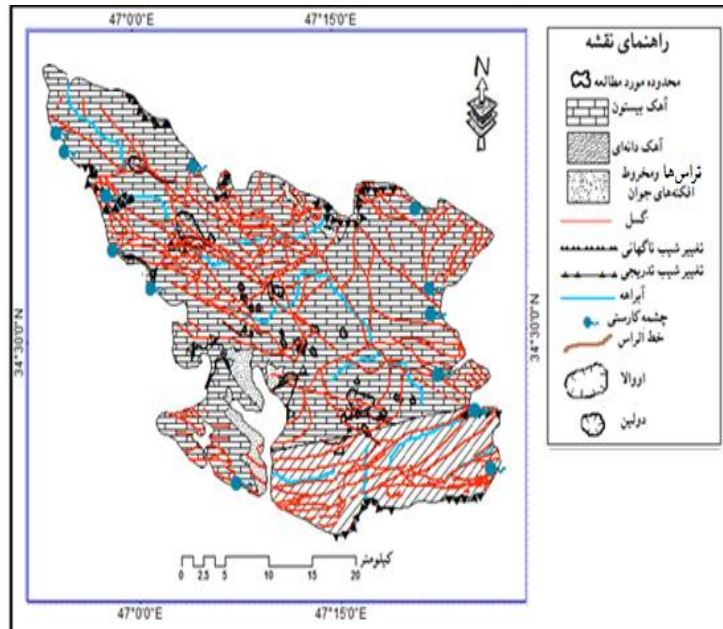 47°0'0"E 47°15'0"E
N
34°30'0"N
34°30'0"N
راهنمای نقشه
محدوده مورد مطالعه
آهک بیستون
آهک دانه‌ای
تراس‌ها ومخروط
افکنه‌های جوان
گسل
تغییر شیب ناگهانی
تغییر شیب تدریجی
آبراهه
چشمه کارستی
خط الراس
اووالا
دولین
کیلومتر
0 2.5 5 10 15 20
47°0'0"E 47°15'0"E